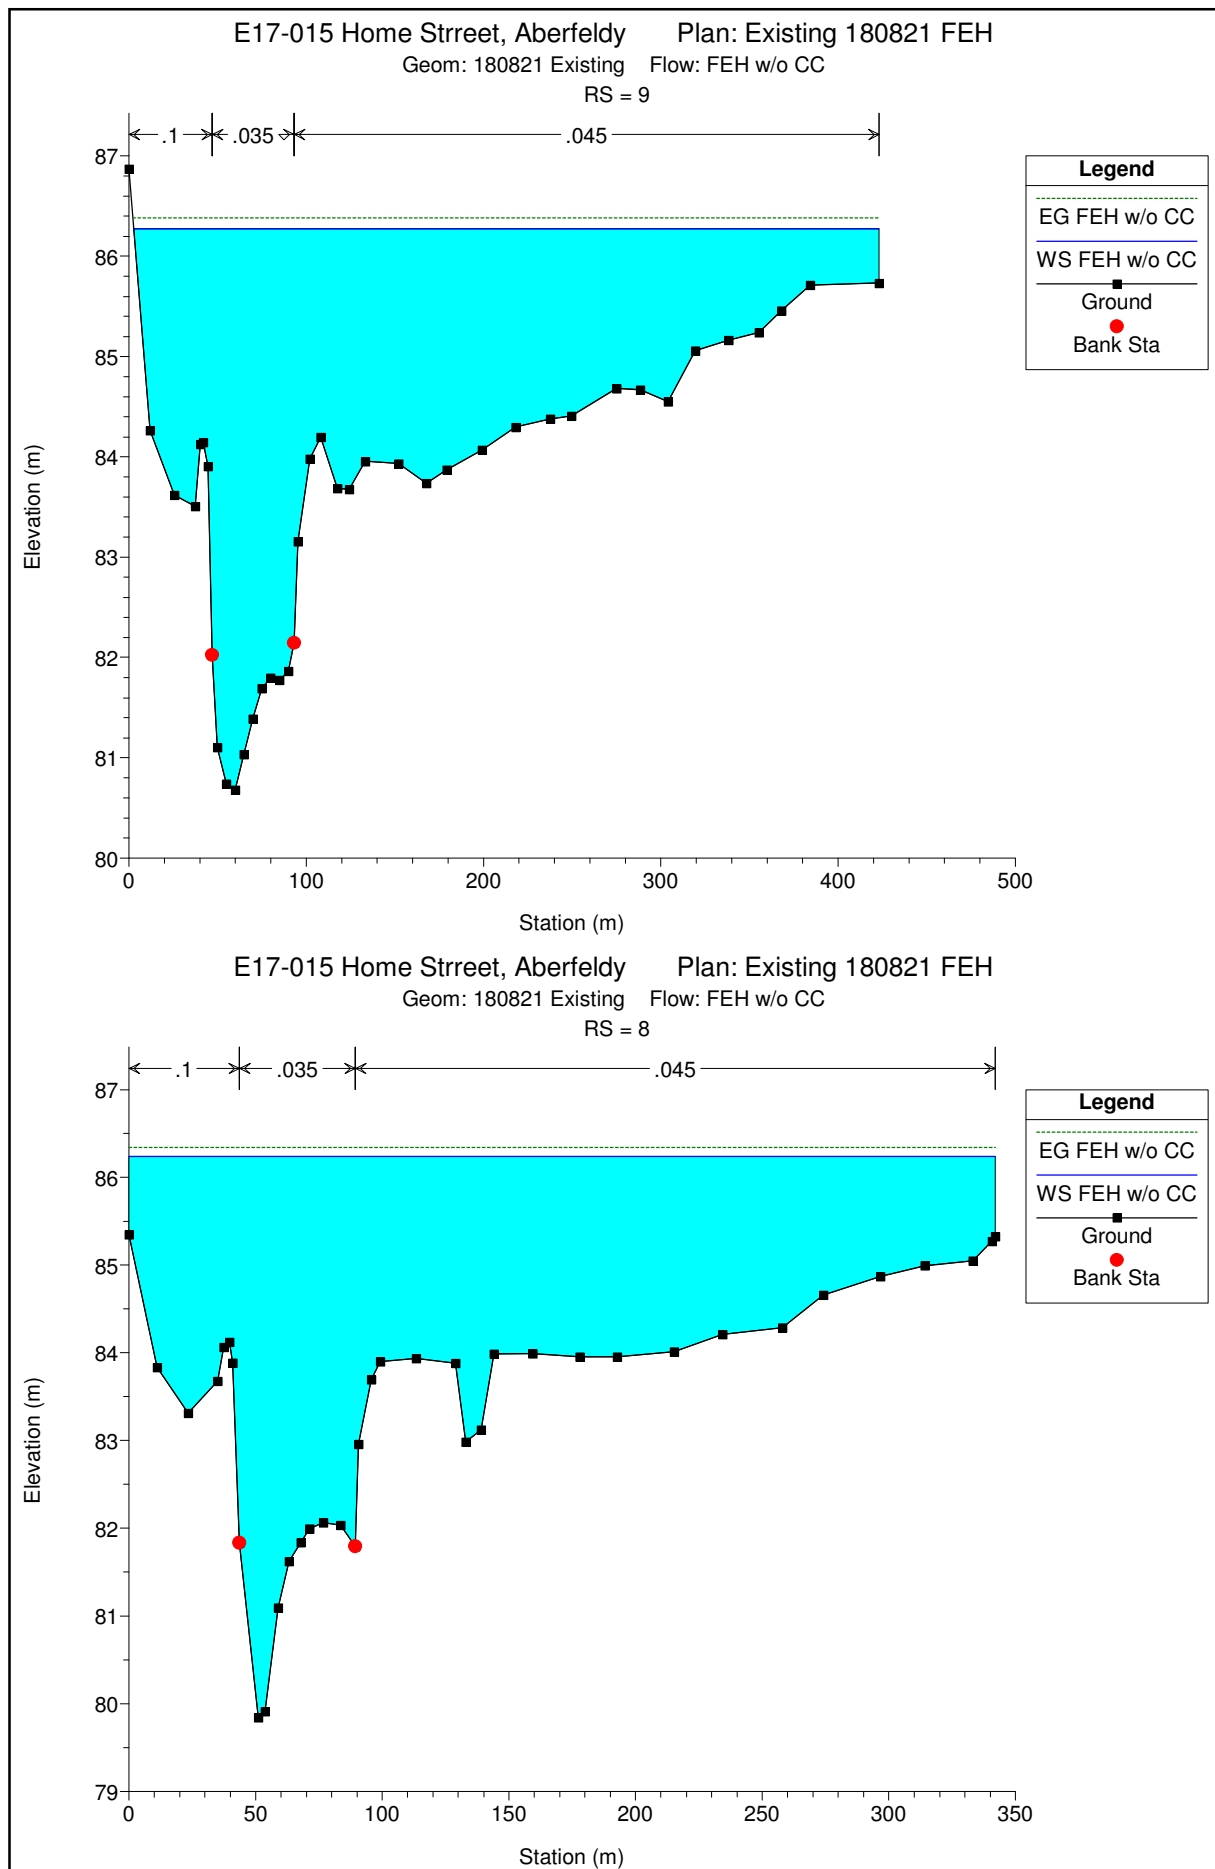 E17-015 Home Strreet, Aberfeldy Plan: Existing 180821 FEH
Geom: 180821 Existing Flow: FEH w/o CC
RS = 9
.1 .035 .045
Legend
EG FEH w/o CC
WS FEH w/o CC
Ground
Bank Sta
87
86
85
84
83
82
81
80
Elevation (m)
0 100 200 300 400 500
Station (m)
E17-015 Home Strreet, Aberfeldy Plan: Existing 180821 FEH
Geom: 180821 Existing Flow: FEH w/o CC
RS = 8
.1 .035 .045
Legend
EG FEH w/o CC
WS FEH w/o CC
Ground
Bank Sta
87
86
85
84
83
82
81
80
79
Elevation (m)
0 50 100 150 200 250 300 350
Station (m)